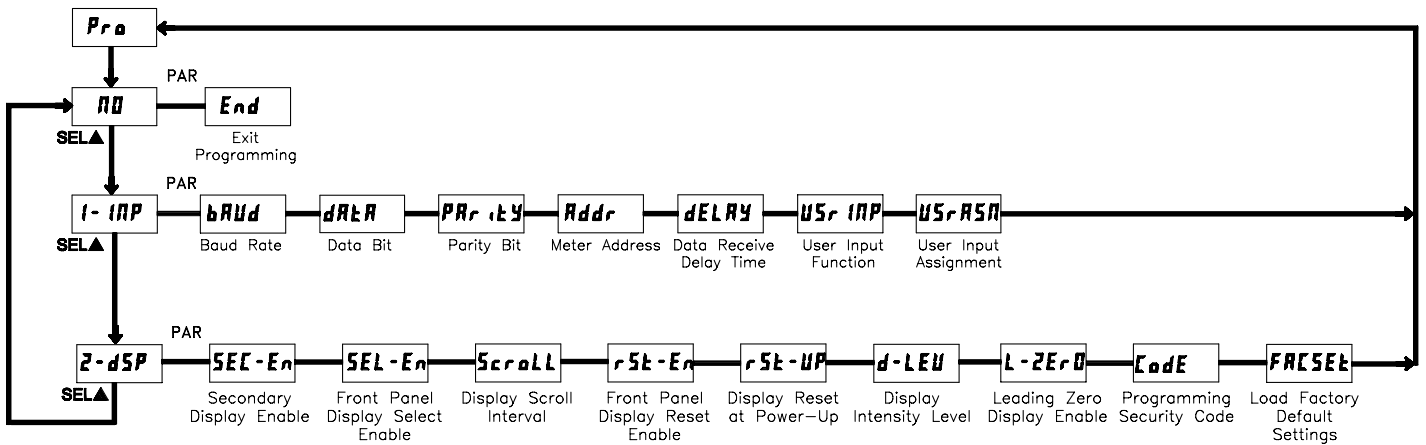 Pro
PAR
NO
End
SEL▲
Exit
Programming
PAR
1-INP
bAUd
dAtA
PArity
Addr
dELAY
USrINP
USrASN
SEL▲
Baud Rate
Data Bit
Parity Bit
Meter Address
Data Receive
Delay Time
User Input
Function
User Input
Assignment
PAR
2-dSP
SEC-En
SEL-En
ScroLL
rSt-En
rSt-UP
d-LEV
L-ZErO
CodE
FACSEt
SEL▲
Secondary
Display Enable
Front Panel
Display Select
Enable
Display Scroll
Interval
Front Panel
Display Reset
Enable
Display Reset
at Power-Up
Display
Intensity Level
Leading Zero
Display Enable
Programming
Security Code
Load Factory
Default
Settings